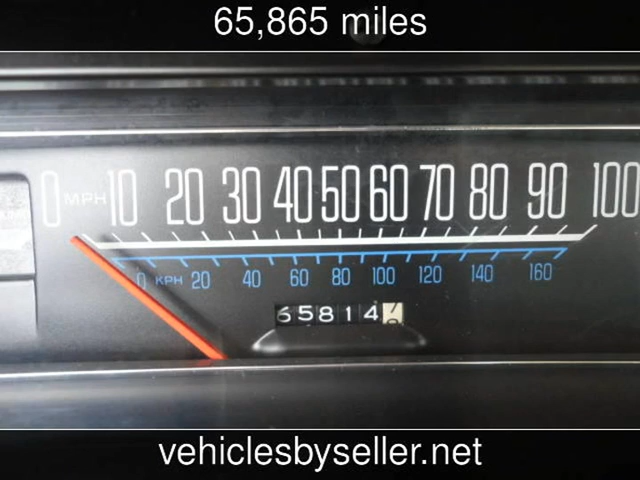 65,865 miles
0 MPH 10 20 30 40 50 60 70 80 90 100
0 KPH 20 40 60 80 100 120 140 160
65814
vehiclesbyseller.net